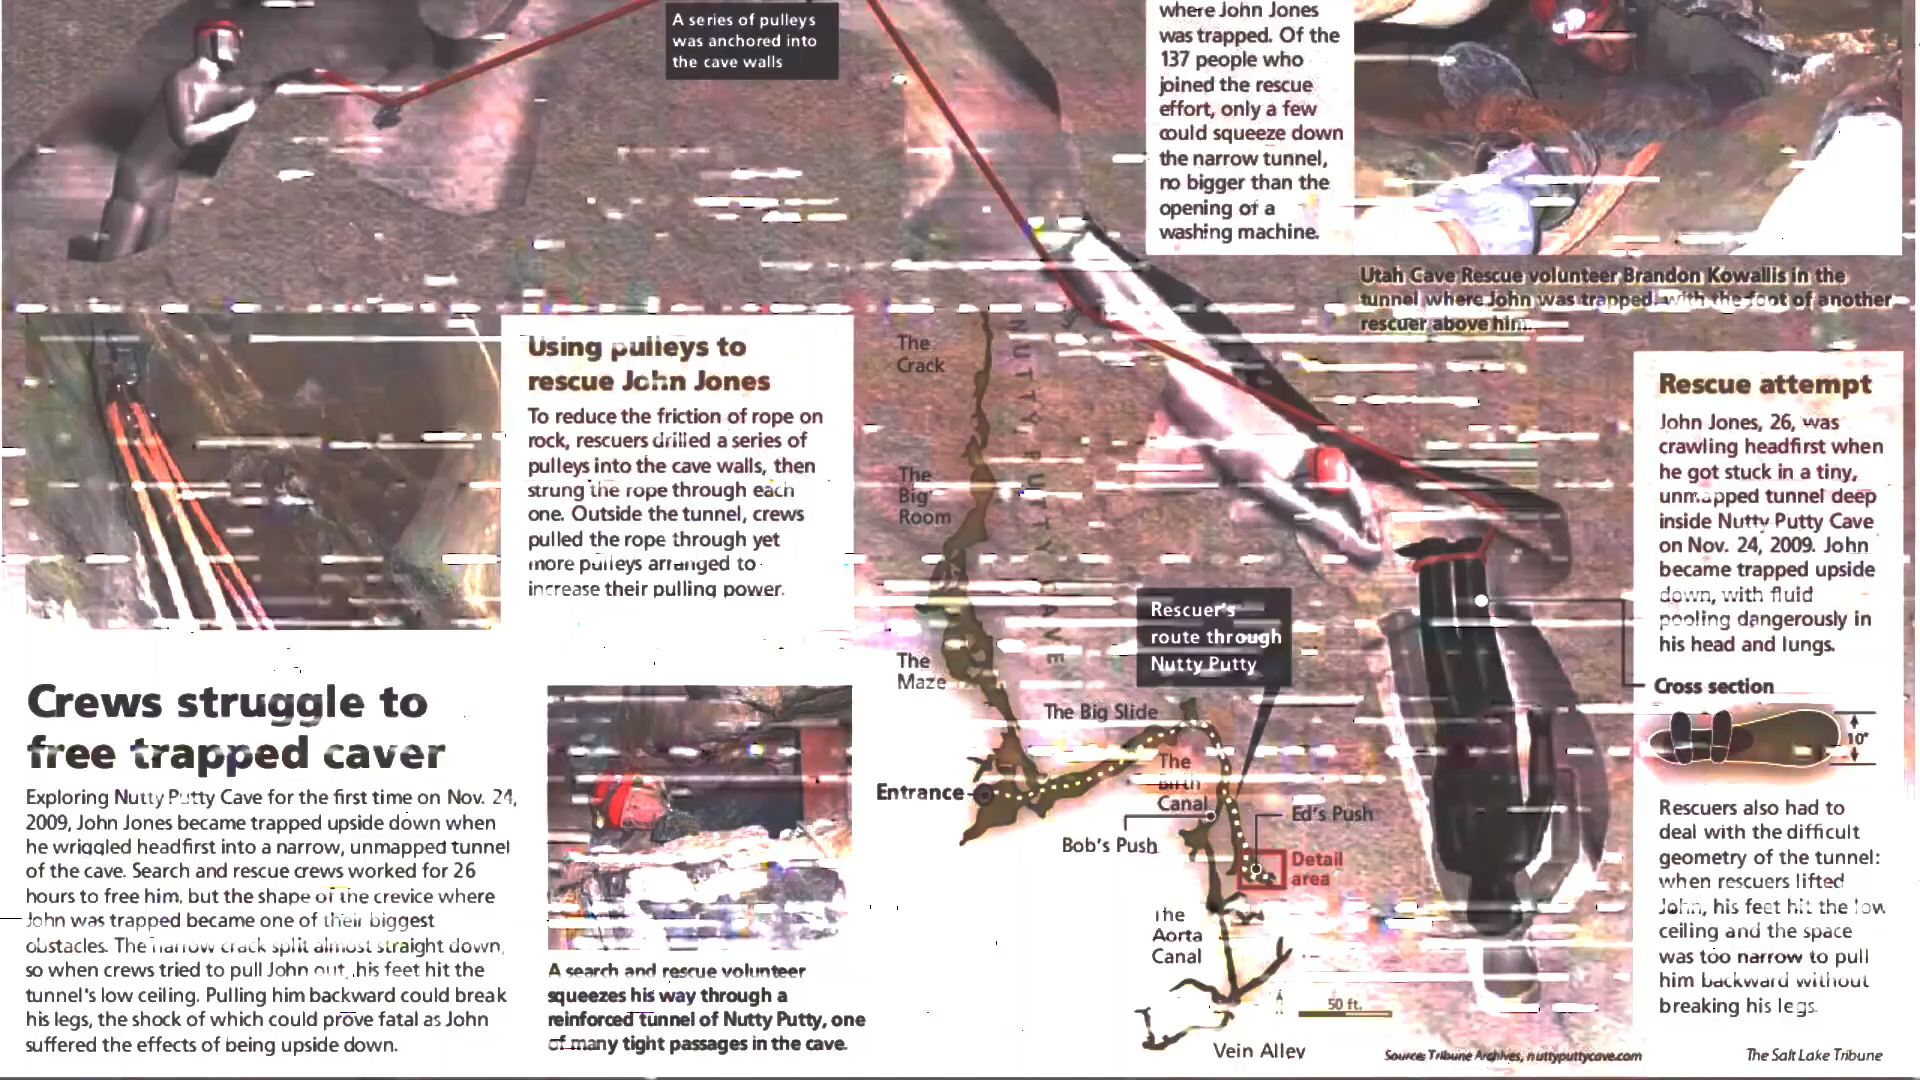 A series of pulleys
was anchored into
the cave walls
where John Jones
was trapped. Of the
137 people who
joined the rescue
effort, only a few
could squeeze down
the narrow tunnel,
no bigger than the
opening of a
washing machine.
Utah Cave Rescue volunteer Brandon Kowallis in the
tunnel where John was trapped, with the foot of another
rescuer above him.
Using pulleys to
rescue John Jones
To reduce the friction of rope on
rock, rescuers drilled a series of
pulleys into the cave walls, then
strung the rope through each
one. Outside the tunnel, crews
pulled the rope through yet
more pulleys arranged to
increase their pulling power.
Crews struggle to
free trapped caver
Exploring Nutty Putty Cave for the first time on Nov. 24,
2009, John Jones became trapped upside down when
he wriggled headfirst into a narrow, unmapped tunnel
of the cave. Search and rescue crews worked for 26
hours to free him, but the shape of the crevice where
John was trapped became one of their biggest
obstacles. The narrow crack split almost straight down,
so when crews tried to pull John out, his feet hit the
tunnel's low ceiling. Pulling him backward could break
his legs, the shock of which could prove fatal as John
suffered the effects of being upside down.
A search and rescue volunteer
squeezes his way through a
reinforced tunnel of Nutty Putty, one
of many tight passages in the cave.
NUTTY PUTTY CAVE
The
Crack
The
Big
Room
The
Maze
The Big Slide
Rescuer's
route through
Nutty Putty
Entrance
The
Birth
Canal
Bob's Push
Ed's Push
Detail
area
The
Aorta
Canal
Vein Alley
50 ft.
Rescue attempt
John Jones, 26, was
crawling headfirst when
he got stuck in a tiny,
unmapped tunnel deep
inside Nutty Putty Cave
on Nov. 24, 2009. John
became trapped upside
down, with fluid
pooling dangerously in
his head and lungs.
Cross section
10"
Rescuers also had to
deal with the difficult
geometry of the tunnel:
when rescuers lifted
John, his feet hit the low
ceiling and the space
was too narrow to pull
him backward without
breaking his legs.
Source: Tribune Archives, nuttyputtycave.com
The Salt Lake Tribune